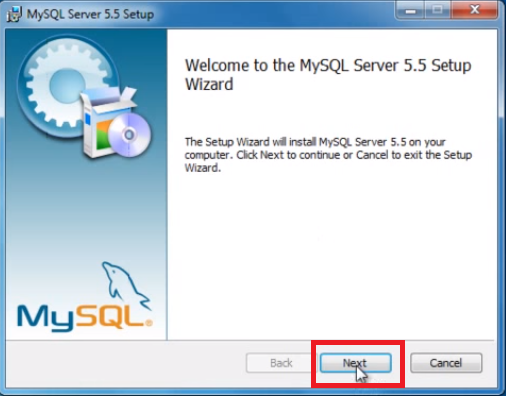 MySQL Server 5.5 Setup
Welcome to the MySQL Server 5.5 Setup
Wizard
The Setup Wizard will install MySQL Server 5.5 on your
computer. Click Next to continue or Cancel to exit the Setup
Wizard.
MySQL®
Back
Next
Cancel